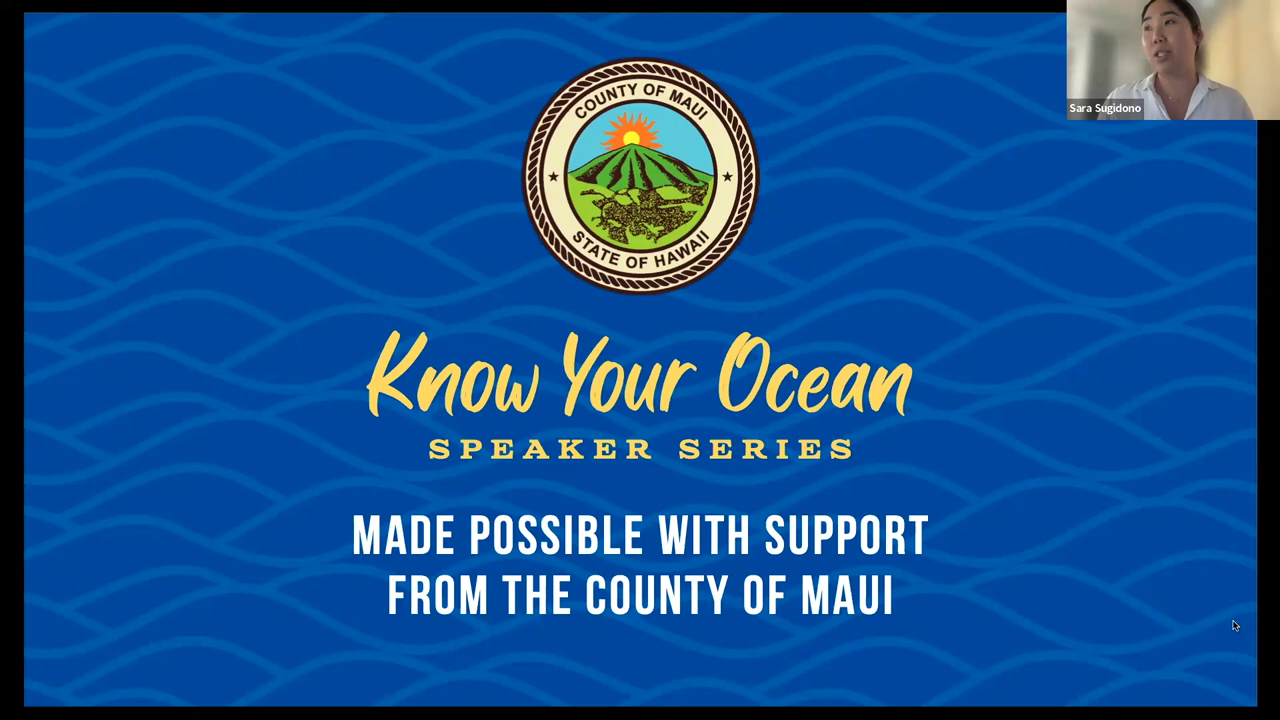 COUNTY OF MAUI
STATE OF HAWAII
Sara Sugidono
Know Your Ocean
SPEAKER SERIES
MADE POSSIBLE WITH SUPPORT
FROM THE COUNTY OF MAUI